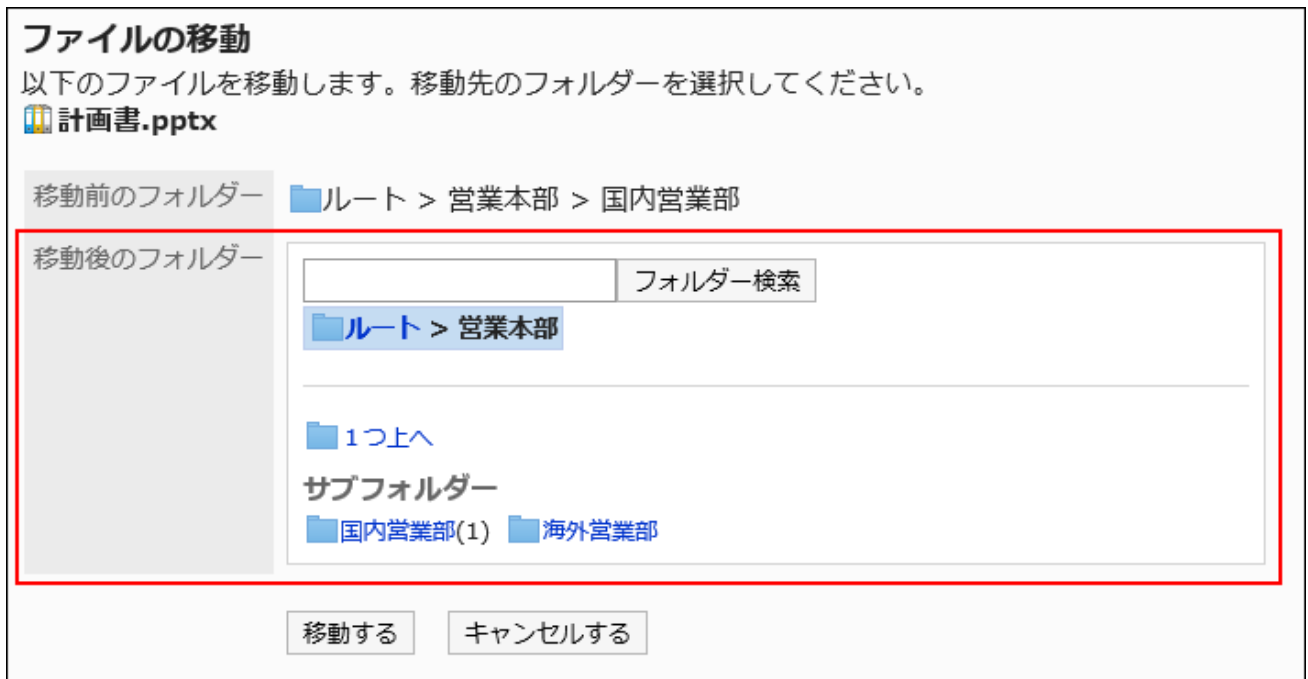 ファイルの移動
以下のファイルを移動します。移動先のフォルダーを選択してください。
計画書.pptx
移動前のフォルダー ルート > 営業本部 > 国内営業部
移動後のフォルダー
フォルダー検索
ルート > 営業本部
1つ上へ
サブフォルダー
国内営業部(1) 海外営業部
移動する キャンセルする